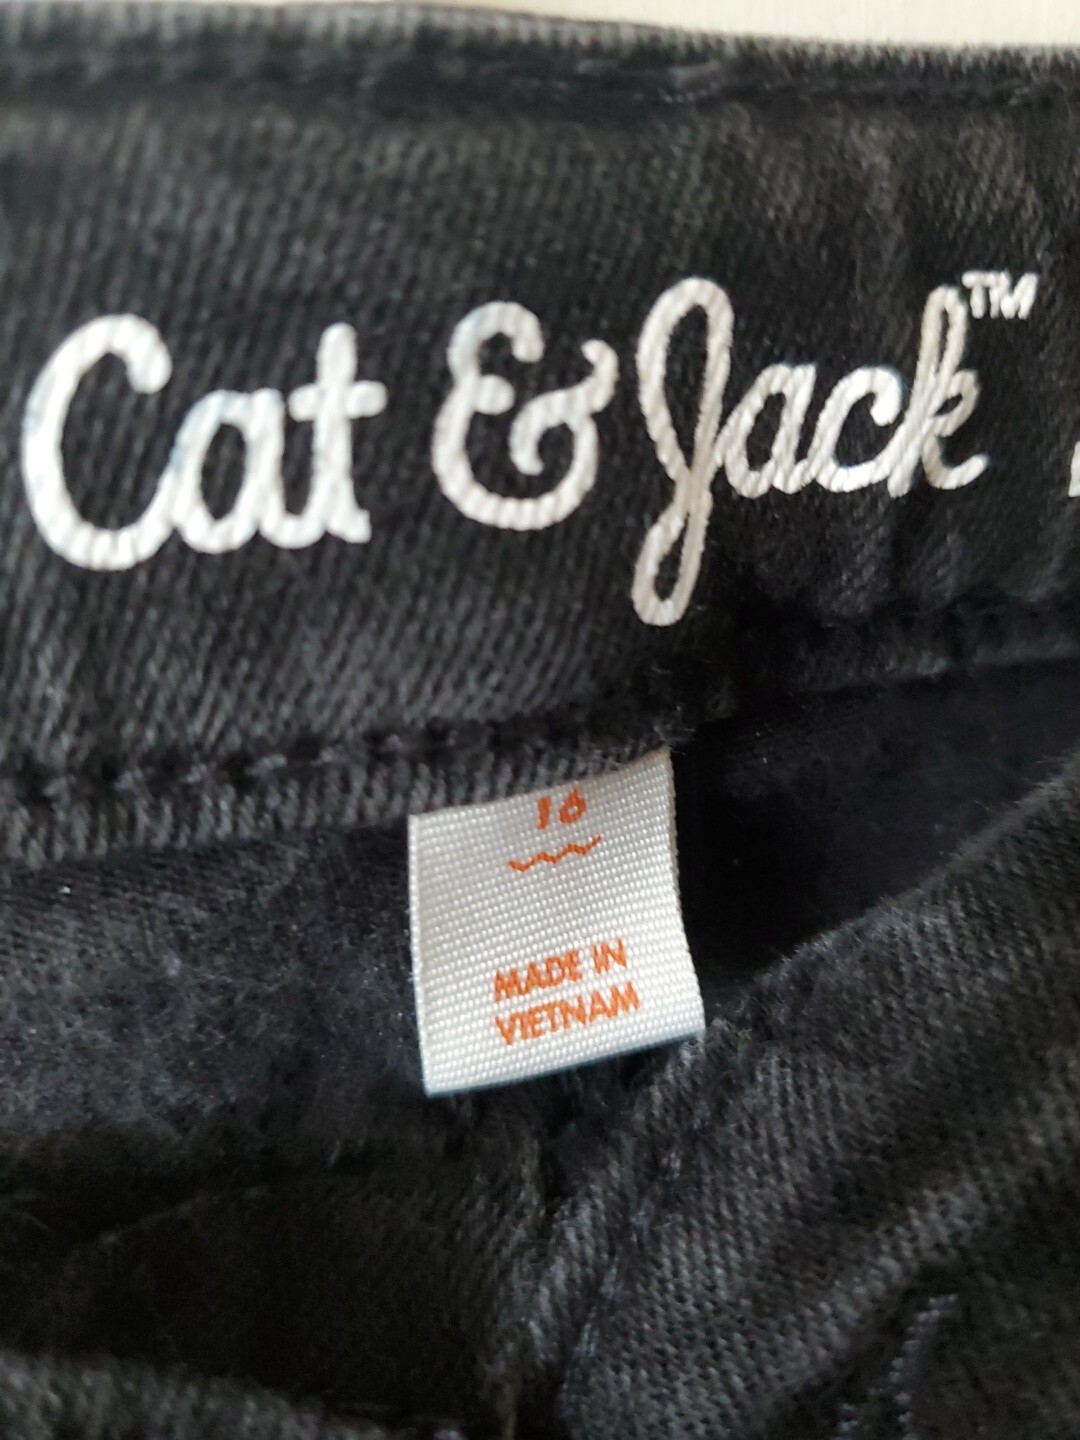 Cat & Jack™
16
MADE IN
VIETNAM